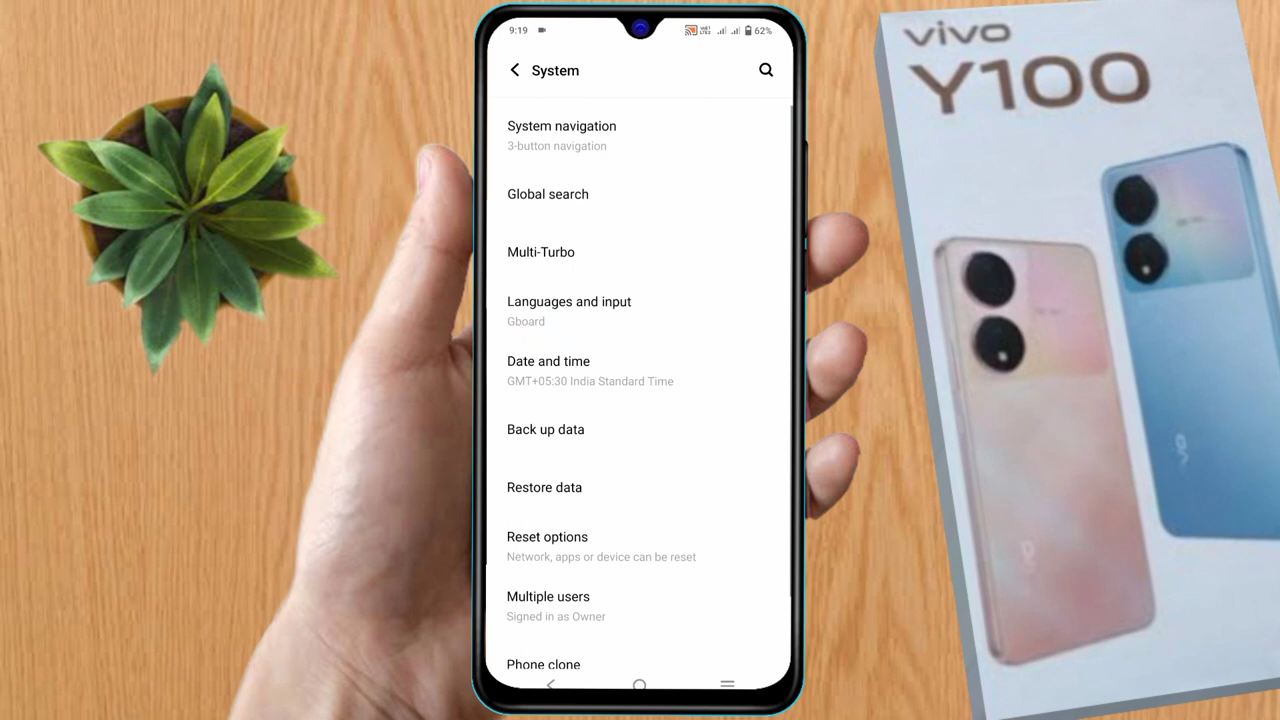 9:19
62%
System
System navigation
3-button navigation
Global search
Multi-Turbo
Languages and input
Gboard
Date and time
GMT+05:30 India Standard Time
Back up data
Restore data
Reset options
Network, apps or device can be reset
Multiple users
Signed in as Owner
Phone clone
vivo
Y100